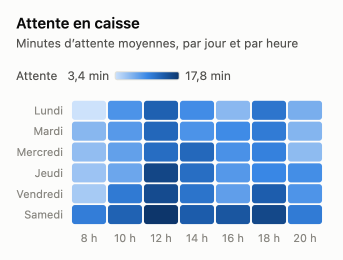 Attente en caisse
Minutes d’attente moyennes, par jour et par heure
Attente 3,4 min 17,8 min
Lundi
Mardi
Mercredi
Jeudi
Vendredi
Samedi
8 h 10 h 12 h 14 h 16 h 18 h 20 h